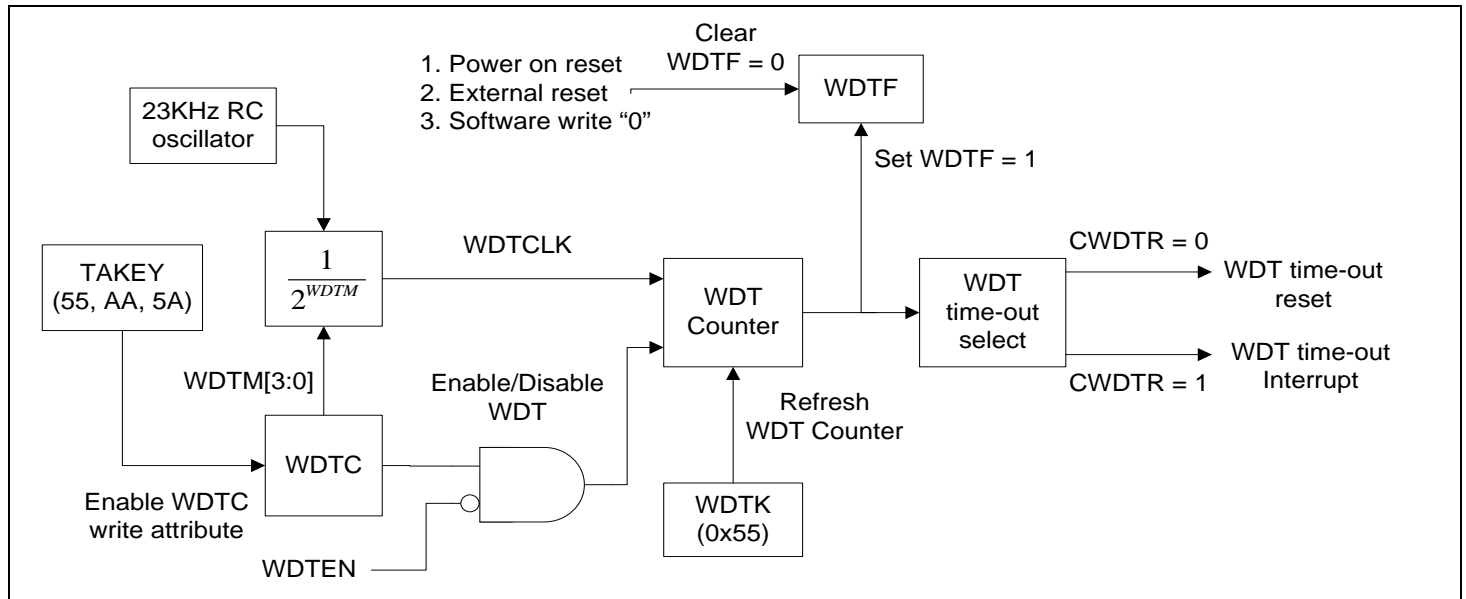 Clear
WDTF = 0
1. Power on reset
2. External reset
3. Software write “0”
WDTF
23KHz RC
oscillator
Set WDTF = 1
TAKEY
(55, AA, 5A)
1
2^WDTM
WDTCLK
WDT
Counter
WDT
time-out
select
CWDTR = 0
WDT time-out
reset
CWDTR = 1
WDT time-out
Interrupt
WDTM[3:0]
Enable/Disable
WDT
Refresh
WDT Counter
WDTC
Enable WDTC
write attribute
WDTK
(0x55)
WDTEN